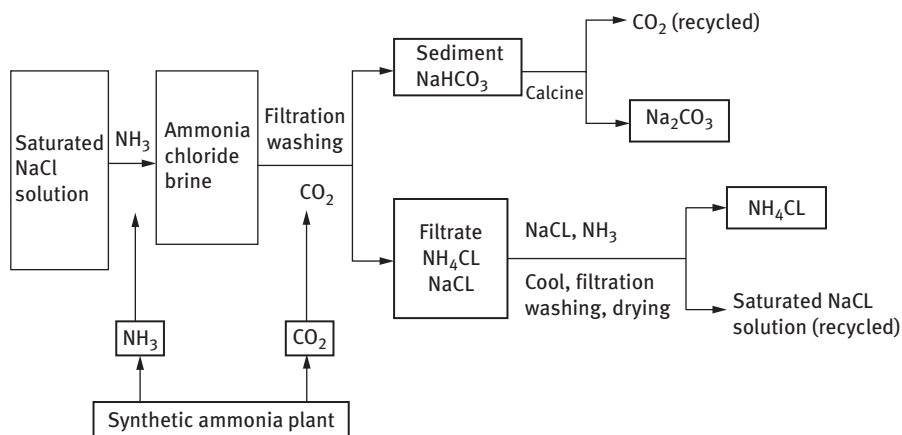 Saturated
NaCl
solution
NH₃
Ammonia
chloride
brine
Filtration
washing
CO₂
Sediment
NaHCO₃
Calcine
CO₂ (recycled)
Na₂CO₃
Filtrate
NH₄CL
NaCL
NaCL, NH₃
Cool, filtration
washing, drying
NH₄CL
Saturated NaCL
solution (recycled)
NH₃
CO₂
Synthetic ammonia plant